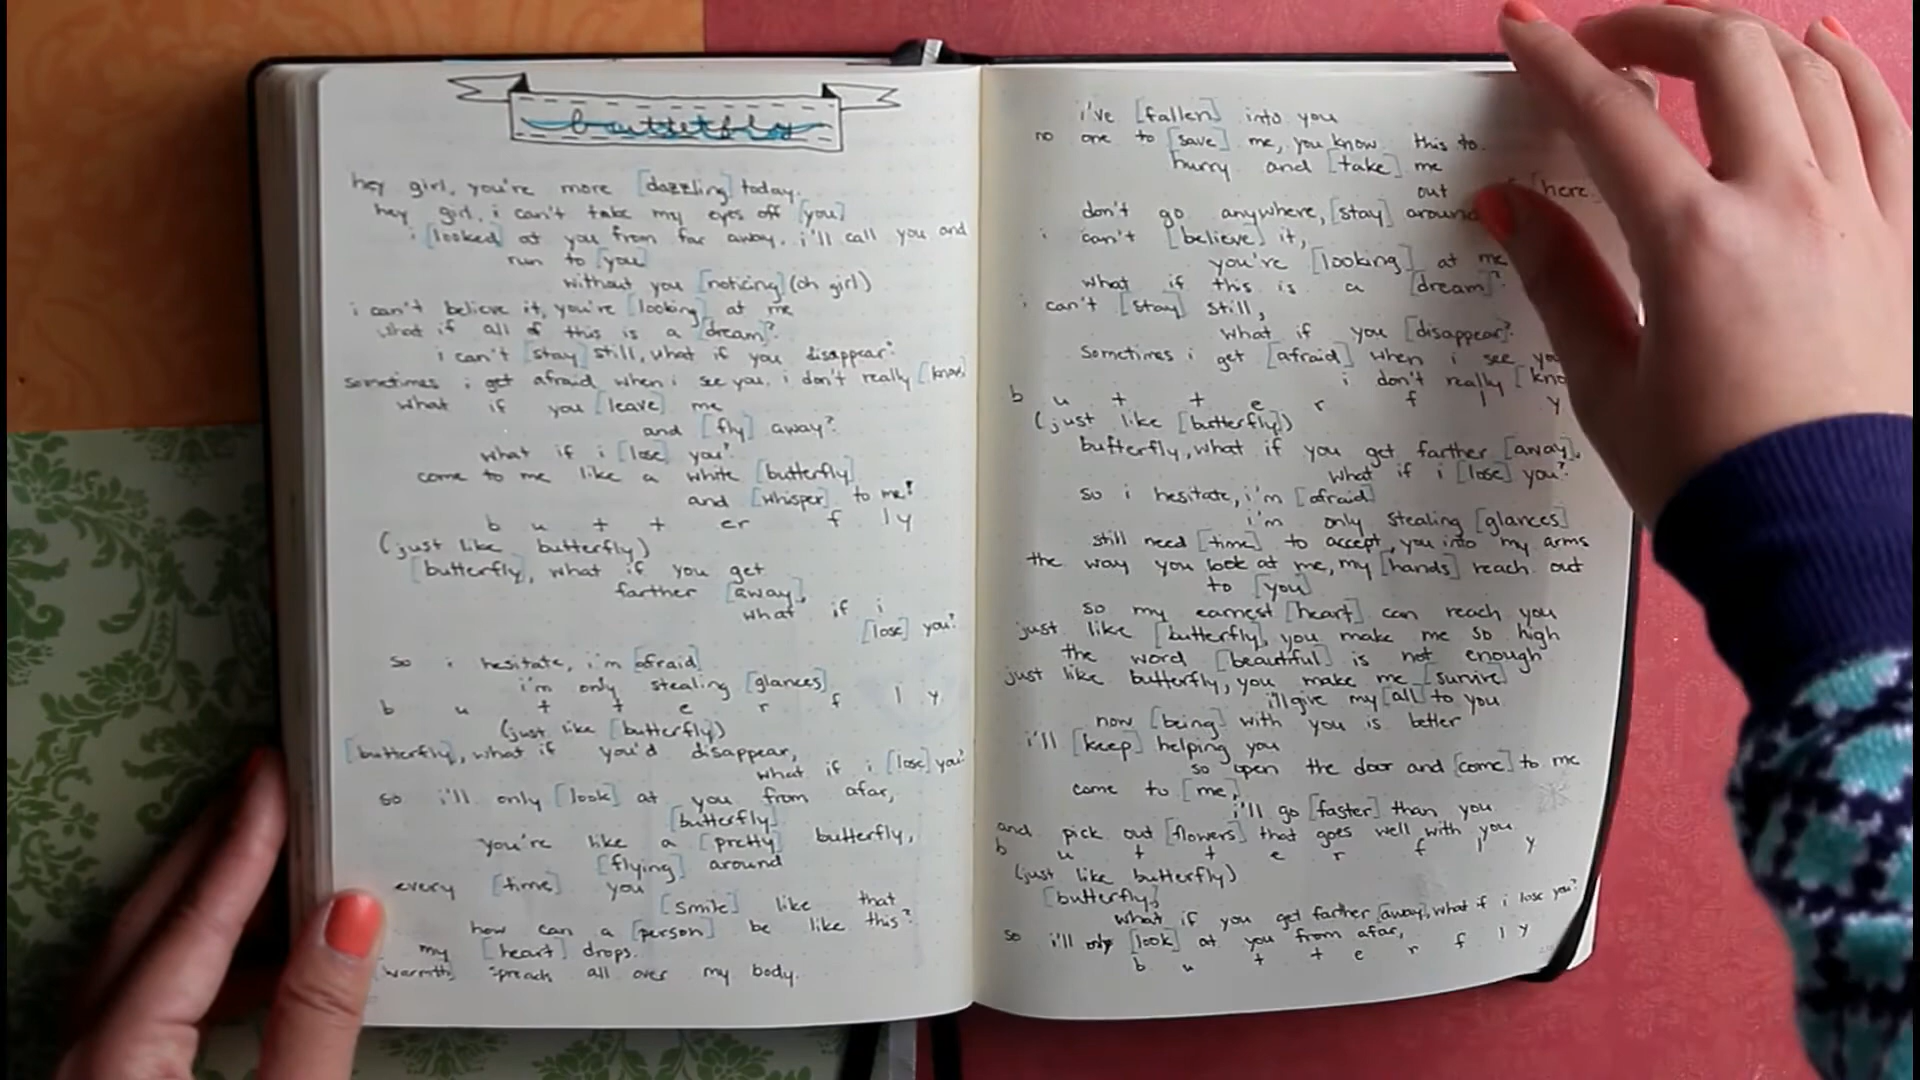 butterfly
hey girl, you're more [dazzling] today.
hey girl, i can't take my eyes off [you]
i [looked] at you from far away. i'll call you and
run to [you]
without you [noticing] (oh girl)
i can't believe it, you're [looking] at me
what if all of this is a [dream]?
i can't [stay] still, what if you disappear?
sometimes i get afraid when i see you, i don't really [know]
what if you [leave] me
and [fly] away?
what if i [lose] you?
come to me like a white [butterfly]
and [whisper] to me?
b u t t e r f l y
(just like butterfly)
[butterfly], what if you get
farther [away],
what if i
[lose] you?
so i hesitate, i'm [afraid]
i'm only stealing [glances]
b u t t e r f l y
(just like [butterfly])
[butterfly], what if you'd disappear,
what if i [lose] you?
so i'll only [look] at you from afar,
[butterfly]
you're like a [pretty] butterfly,
[flying] around
every [time] you
[smile] like that
how can a [person] be like this?
my [heart] drops.
[warmth] spreads all over my body.
i've [fallen] into you
no one to [save] me, you know this to
hurry and [take] me
out [here
don't go anywhere, [stay] around
i can't [believe] it,
you're [looking] at me
what if this is a [dream]?
i can't [stay] still,
what if you [disappear]?
sometimes i get [afraid] when i see yo
i don't really [kno
b u t t e r f l y
(just like [butterfly])
butterfly, what if you get farther [away],
what if i [lose] you?
so i hesitate, i'm [afraid]
i'm only stealing [glances]
still need [time] to accept you into my arms
the way you look at me, my [hands] reach out
to [you]
so my earnest [heart] can reach you
just like [butterfly], you make me so high
the word [beautiful] is not enough
just like butterfly, you make me [survive]
i'll give my [all] to you
now [being] with you is better
i'll [keep] helping you
so open the door and [come] to me
come to [me],
i'll go [faster] than you
and pick out [flowers] that goes well with you
b u t t e r f l y
(just like butterfly)
[butterfly],
what if you get farther [away], what if i lose you?
so i'll only [look] at you from afar,
b u t t e r f l y